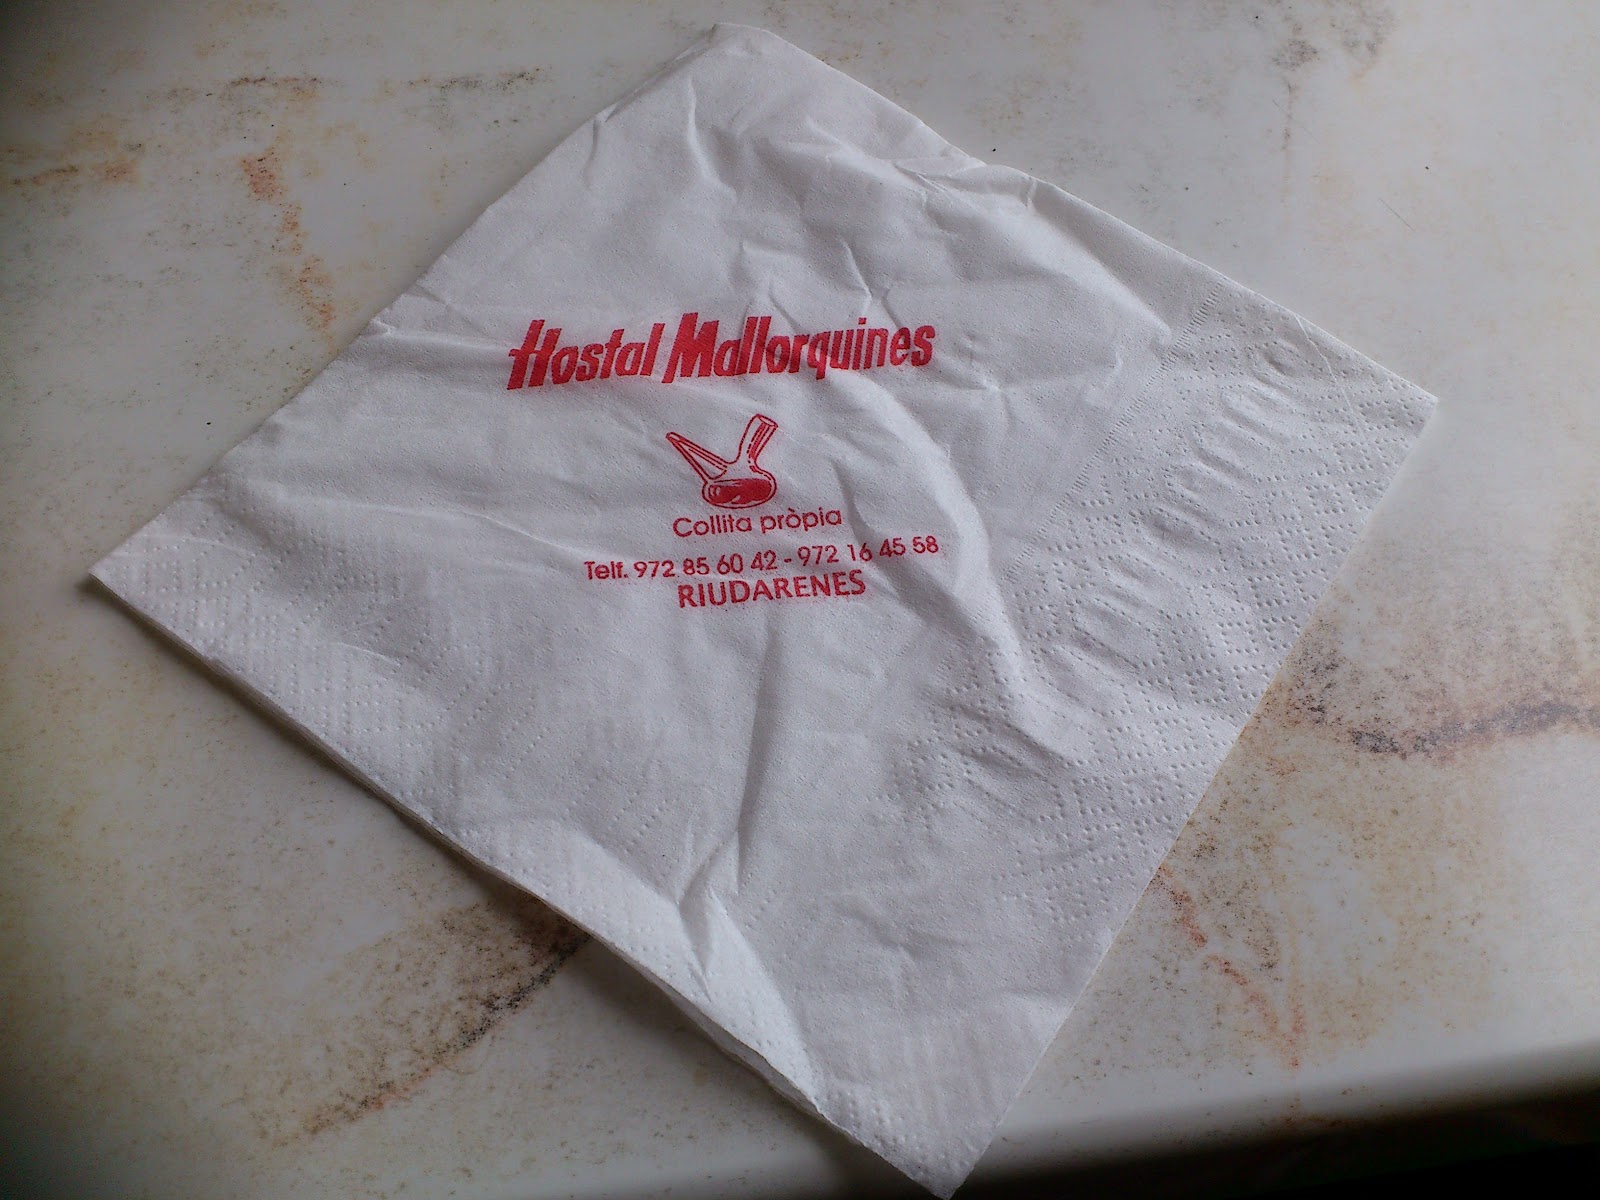 Hostal Mallorquines
Collita pròpia
Telf. 972 85 60 42 - 972 16 45 58
RIUDARENES